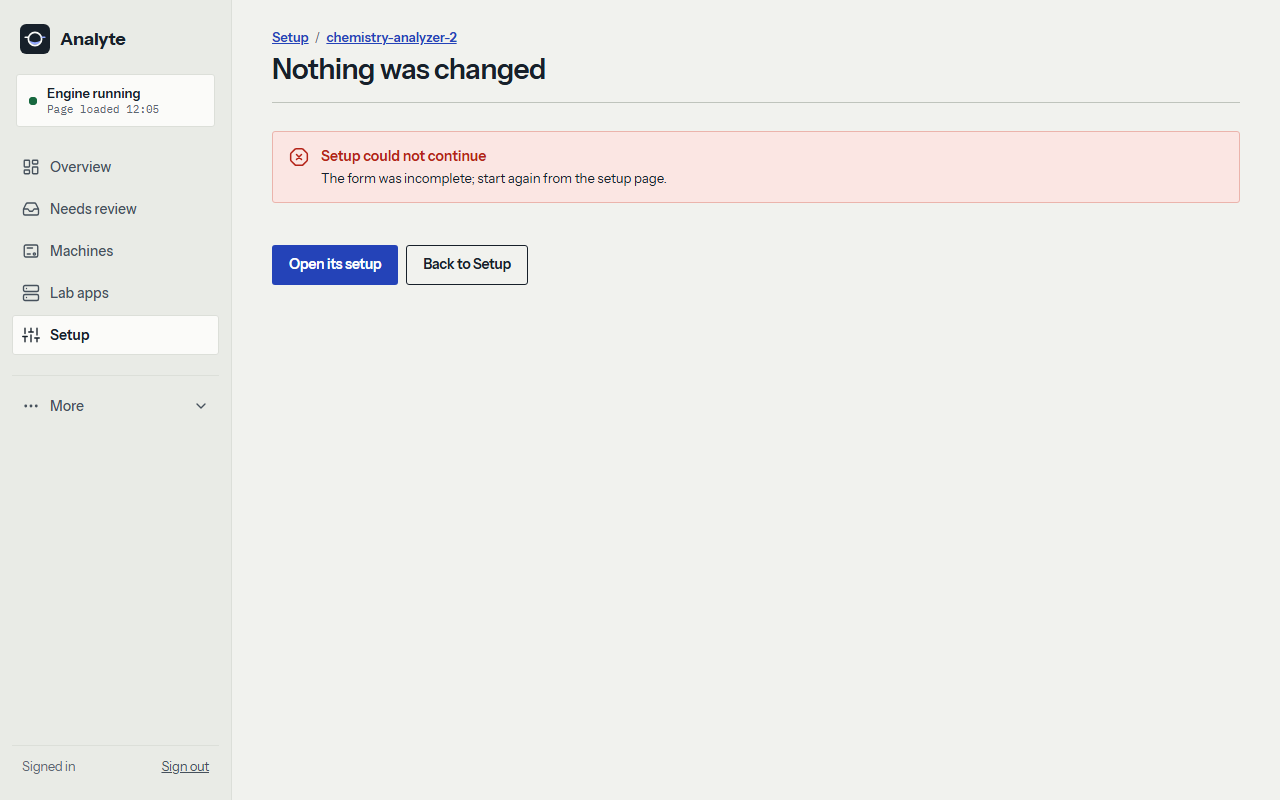 Analyte
Engine running
Page loaded 12:05
Overview
Needs review
Machines
Lab apps
Setup
More
Signed in
Sign out
Setup / chemistry-analyzer-2
Nothing was changed
Setup could not continue
The form was incomplete; start again from the setup page.
Open its setup
Back to Setup